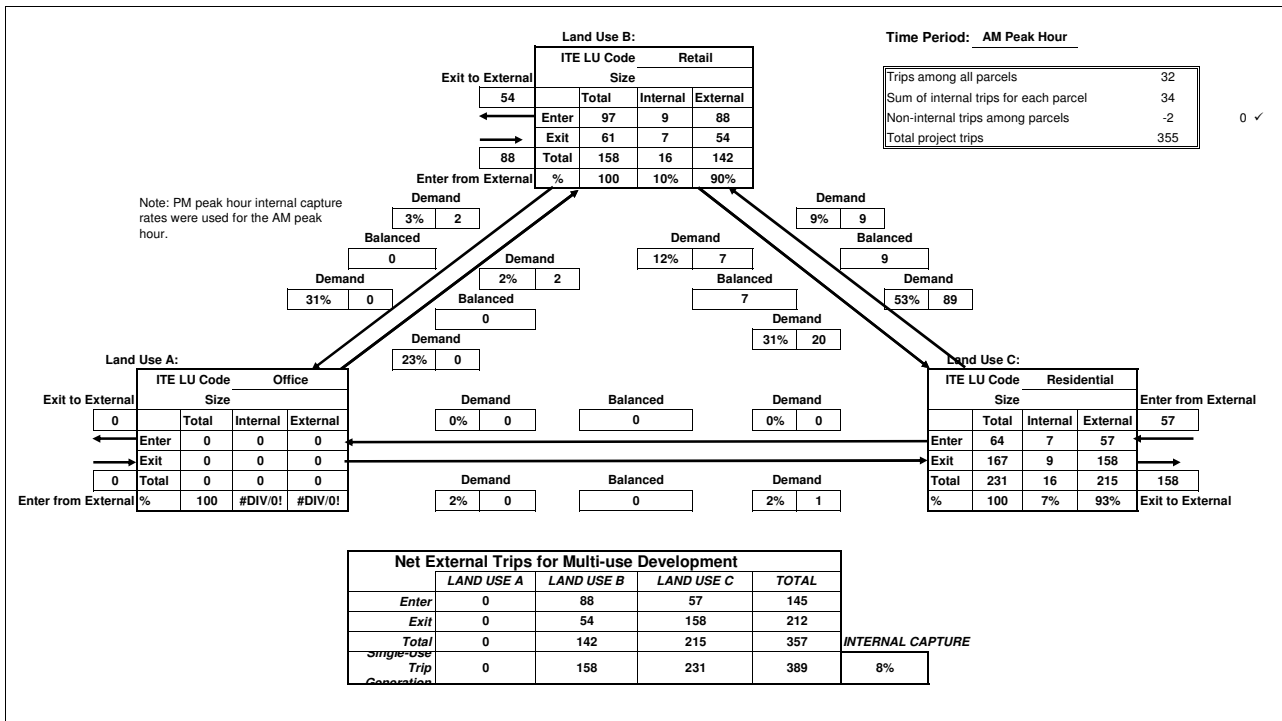 Land Use B:
ITE LU Code Retail
Size
Exit to External
54
Total Internal External
Enter 97 9 88
Exit 61 7 54
88
Total 158 16 142
Enter from External
% 100 10% 90%
Time Period: AM Peak Hour
Trips among all parcels 32
Sum of internal trips for each parcel 34
Non-internal trips among parcels -2 0 ✓
Total project trips 355
Note: PM peak hour internal capture
rates were used for the AM peak
hour.
Demand
3% 2
Balanced
0
Demand
31% 0
Demand
2% 2
Balanced
0
Demand
23% 0
Demand
12% 7
Balanced
7
Demand
31% 20
Demand
9% 9
Balanced
9
Demand
53% 89
Land Use A:
ITE LU Code Office
Size
Exit to External
0
Total Internal External
Enter 0 0 0
Exit 0 0 0
0
Total 0 0 0
Enter from External
% 100 #DIV/0! #DIV/0!
Demand Balanced Demand
0% 0 0 0% 0
Demand Balanced Demand
2% 0 0 2% 1
Land Use C:
ITE LU Code Residential
Size
Enter from External
Total Internal External
57
Enter 64 7 57
Exit 167 9 158
Total 231 16 215
158
% 100 7% 93%
Exit to External
Net External Trips for Multi-use Development
LAND USE A LAND USE B LAND USE C TOTAL
Enter 0 88 57 145
Exit 0 54 158 212
Total 0 142 215 357
INTERNAL CAPTURE
Single-Use
Trip
Generation
0 158 231 389 8%